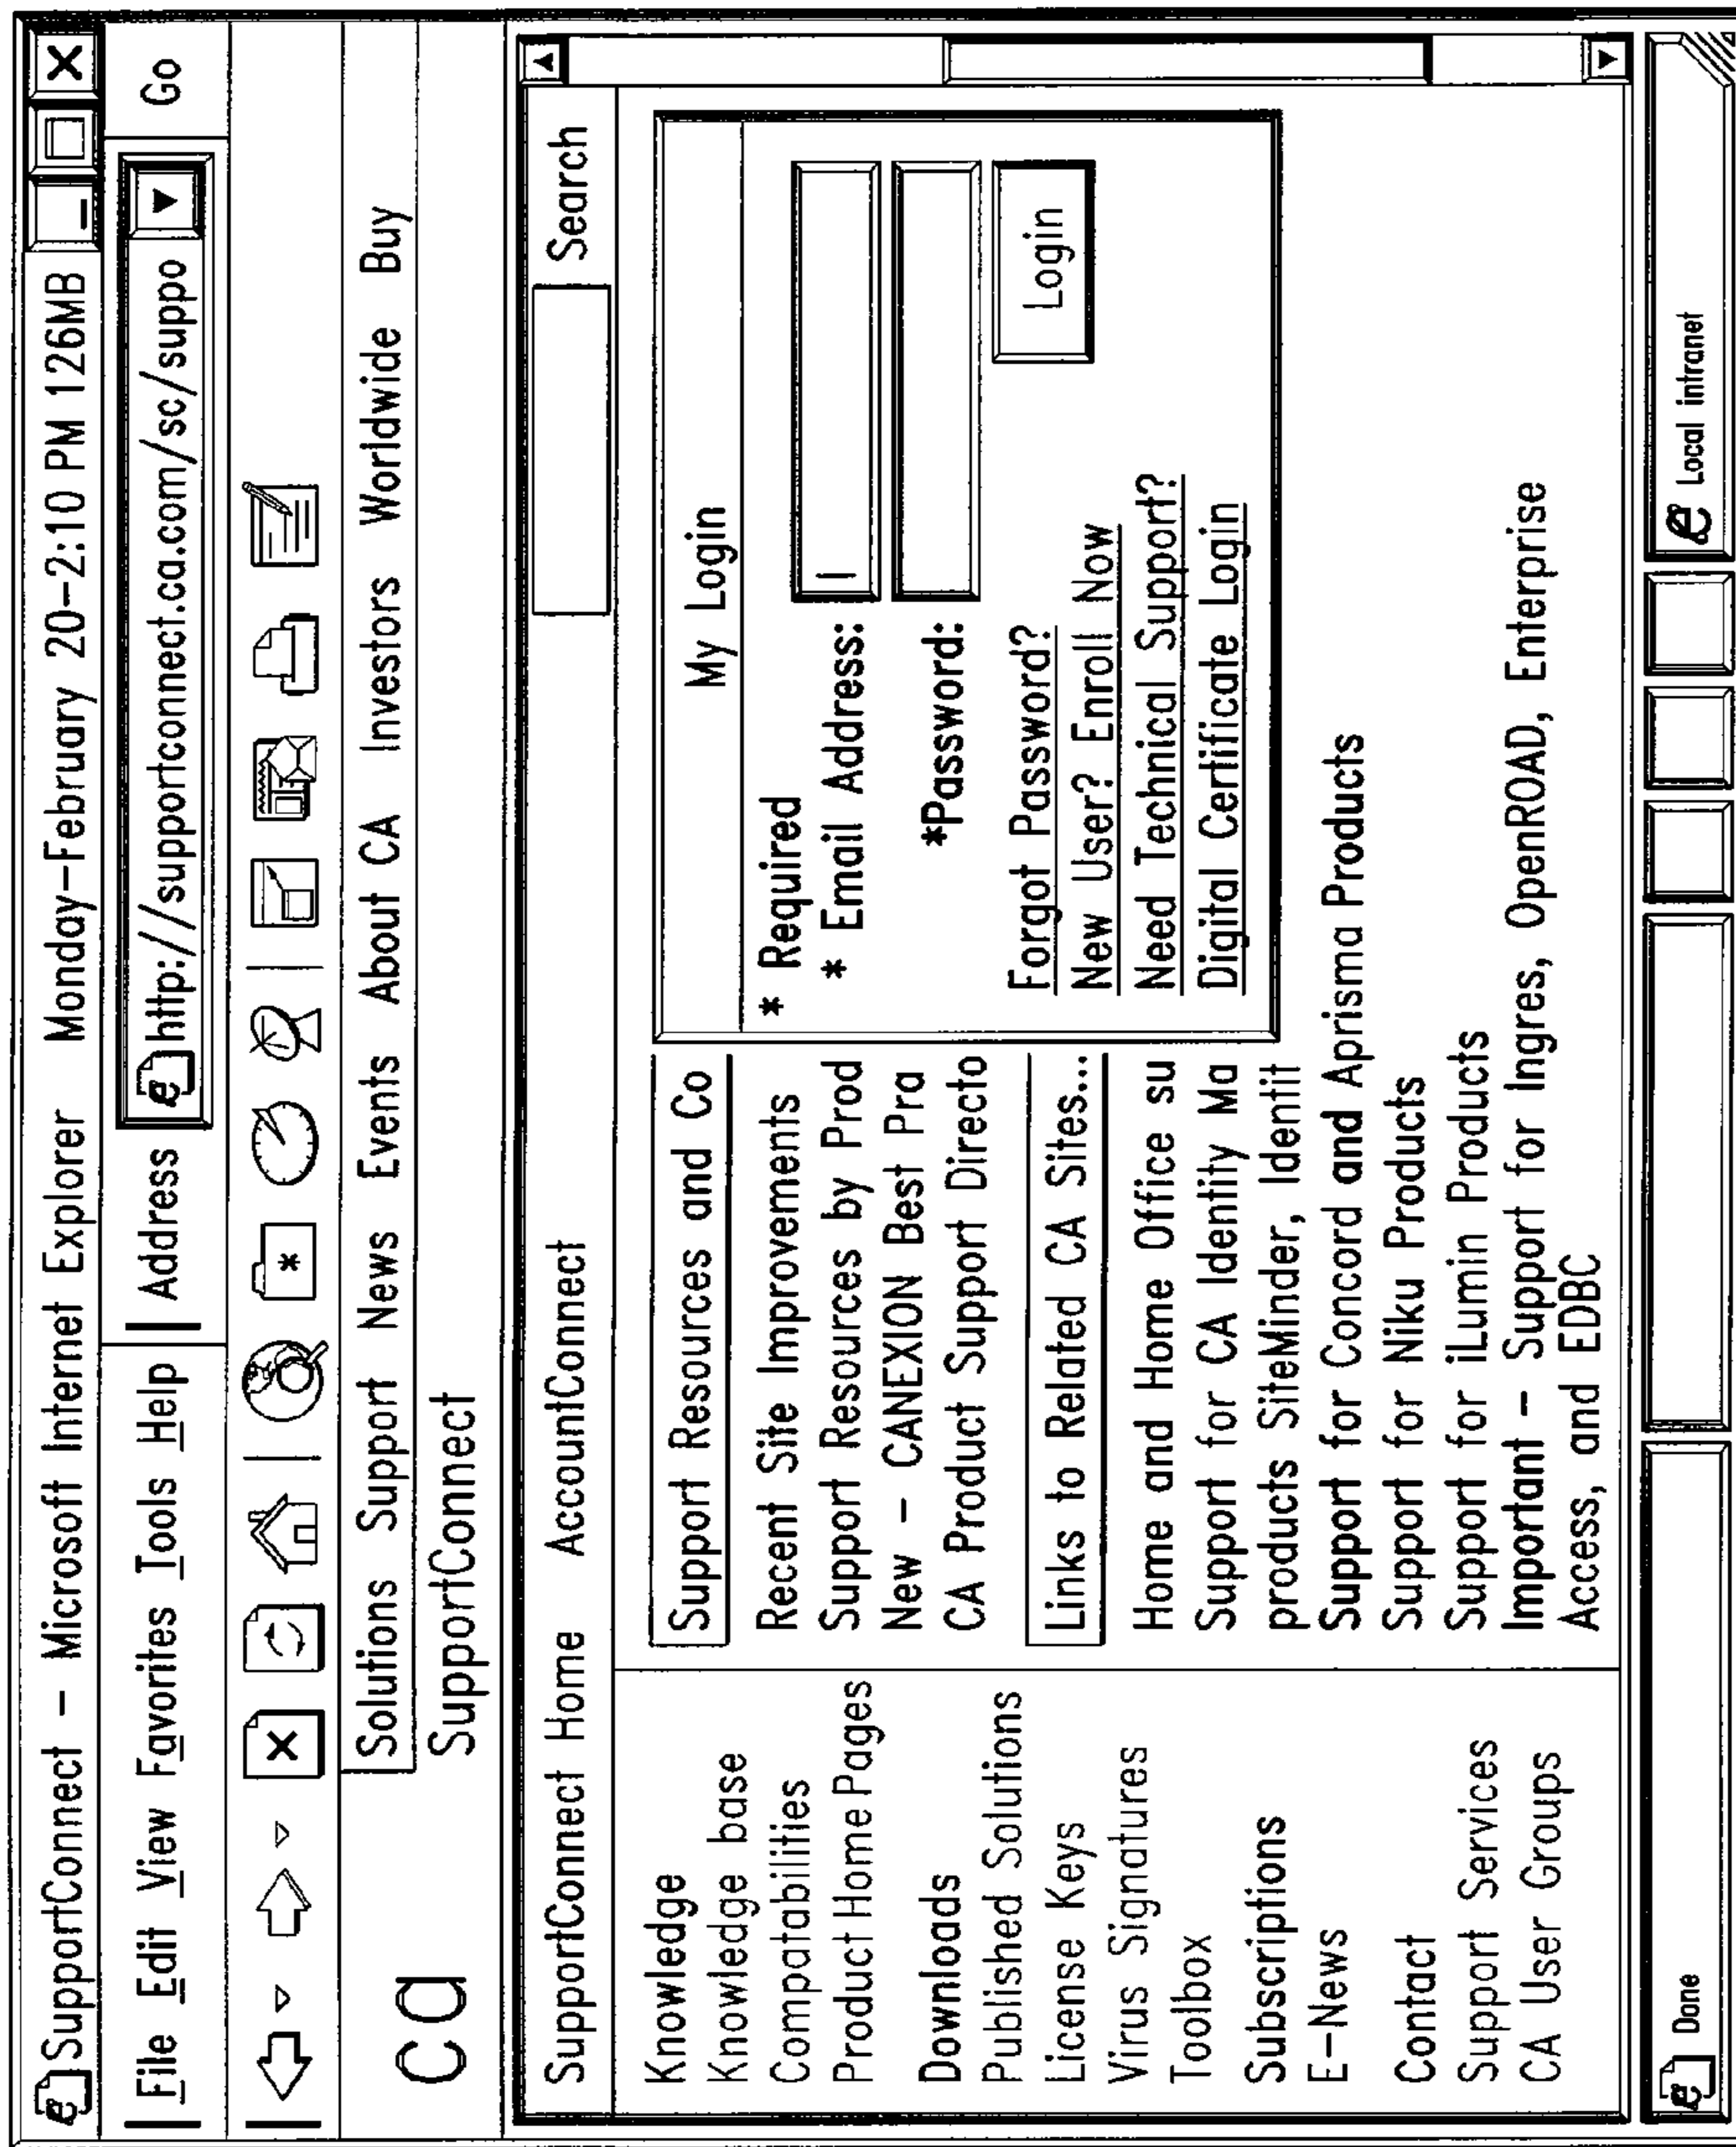 SupportConnect - Microsoft Internet Explorer Monday-February 20-2:10 PM 126MB
File Edit View Favorites Tools Help Address http://supportconnect.ca.com/sc/suppo Go
ca
Solutions Support News Events About CA Investors Worldwide Buy
SupportConnect
SupportConnect Home AccountConnect Search
Knowledge
Knowledge base
Compatabilities
Product Home Pages
Downloads
Published Solutions
License Keys
Virus Signatures
Toolbox
Subscriptions
E-News
Contact
Support Services
CA User Groups
Support Resources and Co
Recent Site Improvements
Support Resources by Prod
New - CANEXION Best Pra
CA Product Support Directo
Links to Related CA Sites...
Home and Home Office su
Support for CA Identity Ma
products SiteMinder, Identit
Support for Concord and Aprisma Products
Support for Niku Products
Support for iLumin Products
Important - Support for Ingres, OpenROAD, Enterprise
Access, and EDBC
My Login
* Required
* Email Address:
*Password:
Login
Forgot Password?
New User? Enroll Now
Need Technical Support?
Digital Certificate Login
Done
Local intranet